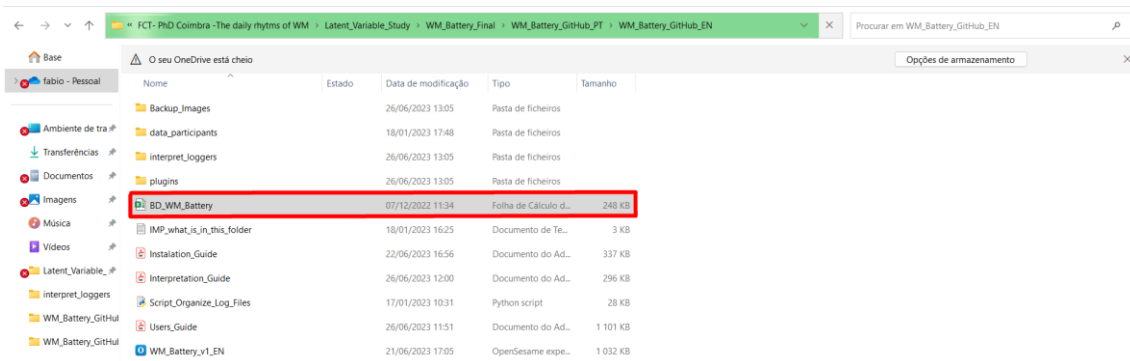 « FCT- PhD Coimbra -The daily rhytms of WM > Latent_Variable_Study > WM_Battery_Final > WM_Battery_GitHub_PT > WM_Battery_GitHub_EN
Procurar em WM_Battery_GitHub_EN
Base
O seu OneDrive está cheio
Opções de armazenamento
fabio - Pessoal
Nome Estado Data de modificação Tipo Tamanho
Backup_Images 26/06/2023 13:05 Pasta de ficheiros
Ambiente de tra
data_participants 18/01/2023 17:48 Pasta de ficheiros
Transferências
interpret_loggers 26/06/2023 13:05 Pasta de ficheiros
Documentos
plugins 26/06/2023 13:05 Pasta de ficheiros
Imagens
BD_WM_Battery 07/12/2022 11:34 Folha de Cálculo d... 248 KB
Música
IMP_what_is_in_this_folder 18/01/2023 16:25 Documento de Te... 3 KB
Vídeos
Instalation_Guide 22/06/2023 16:56 Documento do Ad... 337 KB
Latent_Variable_
Interpretation_Guide 26/06/2023 12:00 Documento do Ad... 296 KB
interpret_loggers
Script_Organize_Log_Files 17/01/2023 10:31 Python script 28 KB
WM_Battery_GitHul
Users_Guide 26/06/2023 11:51 Documento do Ad... 1 101 KB
WM_Battery_GitHul
WM_Battery_v1_EN 21/06/2023 17:05 OpenSesame expe... 1 032 KB